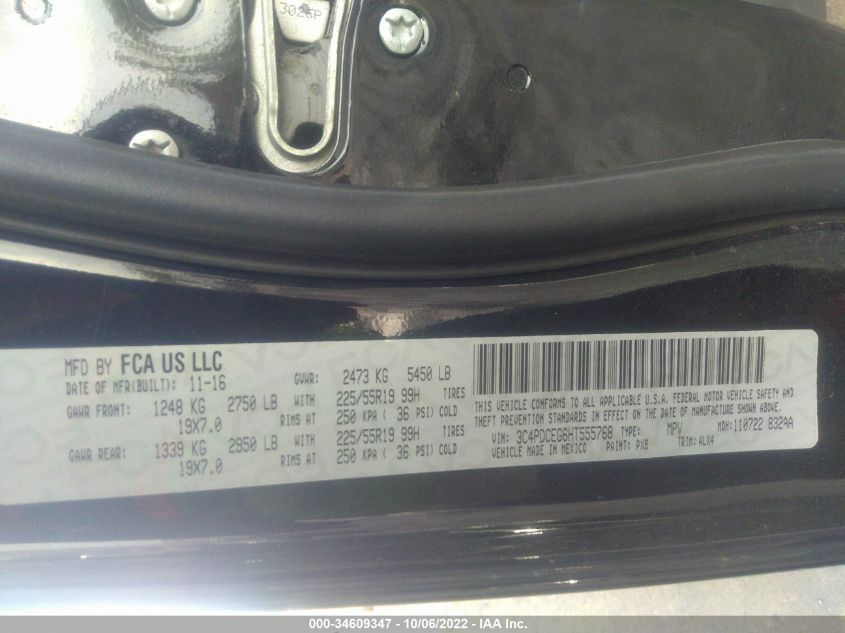 3026P
MFD BY FCA US LLC
DATE OF MFR(BUILT): 11-16 GVWR: 2473 KG 5450 LB
GAWR FRONT: 1248 KG 2750 LB WITH 225/55R19 99H TIRES
19X7.0 RIMS AT 250 KPA ( 36 PSI) COLD
GAWR REAR: 1339 KG 2950 LB WITH 225/55R19 99H TIRES
19X7.0 RIMS AT 250 KPA ( 36 PSI) COLD
THIS VEHICLE CONFORMS TO ALL APPLICABLE U.S.A. FEDERAL MOTOR VEHICLE SAFETY AND
THEFT PREVENTION STANDARDS IN EFFECT ON THE DATE OF MANUFACTURE SHOWN ABOVE.
VIN: 3C4PDCEG6HT555768 TYPE: MPV MDH: 110722 832AA
VEHICLE MADE IN MEXICO PAINT: PX8 TRIM: ALX4
000-34609347 - 10/06/2022 - IAA Inc.